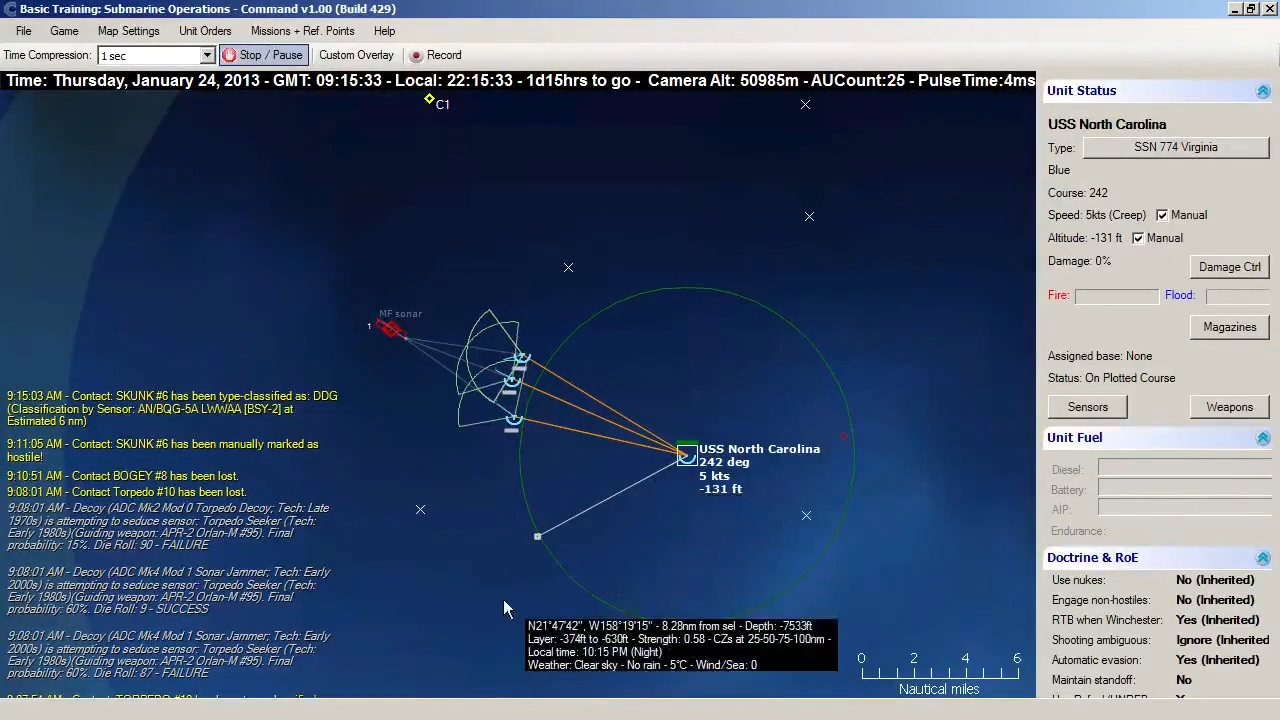 Basic Training: Submarine Operations - Command v1.00 (Build 429)
File Game Map Settings Unit Orders Missions + Ref. Points Help
Time Compression: 1 sec Stop / Pause Custom Overlay Record
Time: Thursday, January 24, 2013 - GMT: 09:15:33 - Local: 22:15:33 - 1d15hrs to go - Camera Alt: 50985m - AUCount:25 - PulseTime:4ms
C1
MF sonar
1
USS North Carolina
242 deg
5 kts
-131 ft
9:15:03 AM - Contact: SKUNK #6 has been type-classified as: DDG
(Classification by Sensor: AN/BQG-5A LWWAA [BSY-2] at
Estimated 6 nm)
9:11:05 AM - Contact: SKUNK #6 has been manually marked as
hostile!
9:10:51 AM - Contact BOGEY #8 has been lost.
9:08:01 AM - Contact Torpedo #10 has been lost.
9:08:01 AM - Decoy (ADC Mk2 Mod 0 Torpedo Decoy; Tech: Late
1970s) is attempting to seduce sensor: Torpedo Seeker (Tech:
Early 1980s)(Guiding weapon: APR-2 Orlan-M #95). Final
probability: 15%. Die Roll: 90 - FAILURE
9:08:01 AM - Decoy (ADC Mk4 Mod 1 Sonar Jammer; Tech: Early
2000s) is attempting to seduce sensor: Torpedo Seeker (Tech:
Early 1980s)(Guiding weapon: APR-2 Orlan-M #95). Final
probability: 60%. Die Roll: 9 - SUCCESS
9:08:01 AM - Decoy (ADC Mk4 Mod 1 Sonar Jammer; Tech: Early
2000s) is attempting to seduce sensor: Torpedo Seeker (Tech:
Early 1980s)(Guiding weapon: APR-2 Orlan-M #95). Final
probability: 60%. Die Roll: 87 - FAILURE
N21°47'42", W158°19'15" - 8.28nm from sel - Depth: -7533ft
Layer: -374ft to -630ft - Strength: 0.58 - CZs at 25-50-75-100nm -
Local time: 10:15 PM (Night)
Weather: Clear sky - No rain - 5°C - Wind/Sea: 0
0 2 4 6
Nautical miles
Unit Status
USS North Carolina
Type: SSN 774 Virginia
Blue
Course: 242
Speed: 5kts (Creep) Manual
Altitude: -131 ft Manual
Damage: 0% Damage Ctrl
Fire: Flood:
Magazines
Assigned base: None
Status: On Plotted Course
Sensors Weapons
Unit Fuel
Diesel:
Battery:
AIP:
Endurance:
Doctrine & RoE
Use nukes: No (Inherited)
Engage non-hostiles: No (Inherited)
RTB when Winchester: Yes (Inherited)
Shooting ambiguous: Ignore (Inherited)
Automatic evasion: Yes (Inherited)
Maintain standoff: No